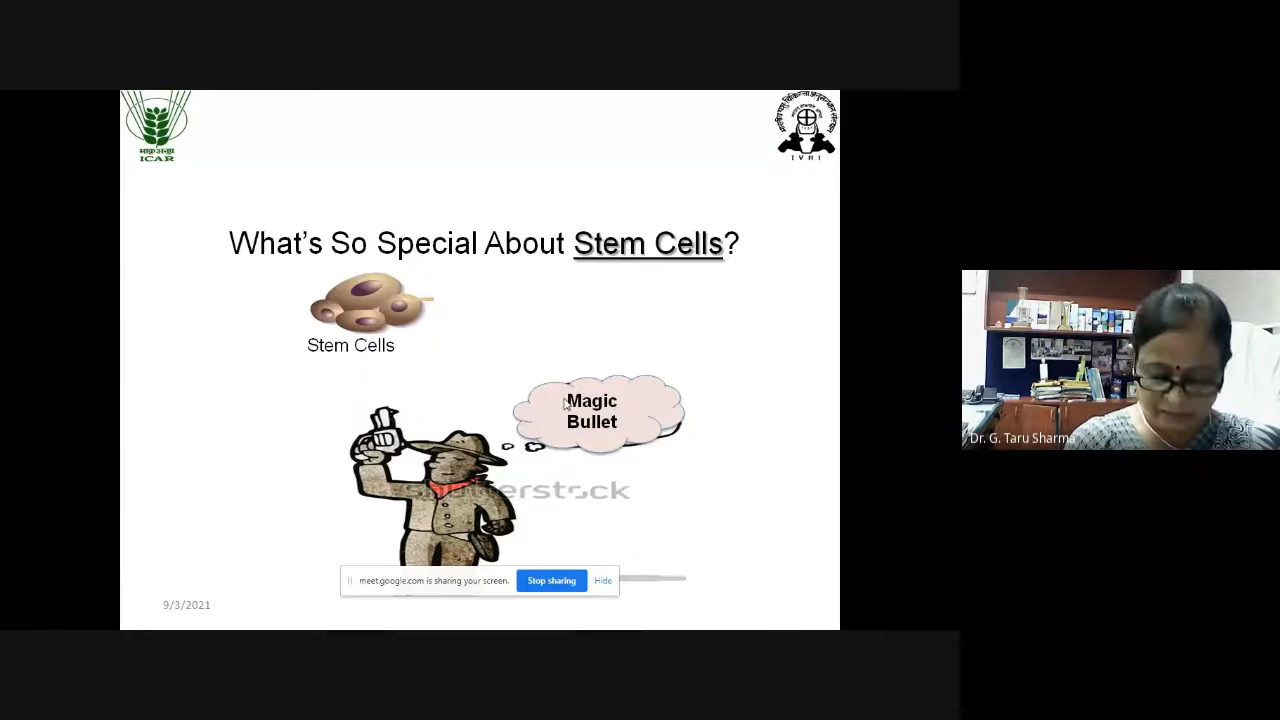 ICAR
I V R I
What's So Special About Stem Cells?
Stem Cells
Magic
Bullet
shutterstock
meet.google.com is sharing your screen.
Stop sharing
Hide
9/3/2021
Dr. G. Taru Sharma